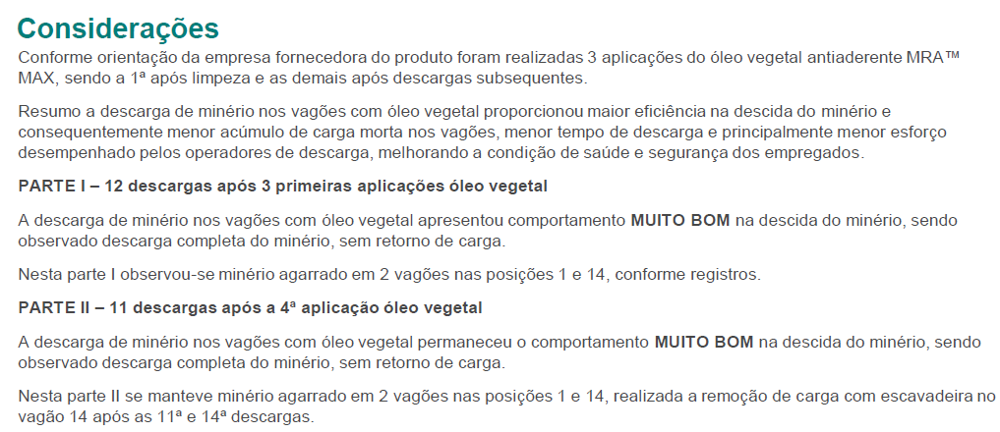 Considerações
Conforme orientação da empresa fornecedora do produto foram realizadas 3 aplicações do óleo vegetal antiaderente MRA™
MAX, sendo a 1ª após limpeza e as demais após descargas subsequentes.
Resumo a descarga de minério nos vagões com óleo vegetal proporcionou maior eficiência na descida do minério e
consequentemente menor acúmulo de carga morta nos vagões, menor tempo de descarga e principalmente menor esforço
desempenhado pelos operadores de descarga, melhorando a condição de saúde e segurança dos empregados.
PARTE I – 12 descargas após 3 primeiras aplicações óleo vegetal
A descarga de minério nos vagões com óleo vegetal apresentou comportamento MUITO BOM na descida do minério, sendo
observado descarga completa do minério, sem retorno de carga.
Nesta parte I observou-se minério agarrado em 2 vagões nas posições 1 e 14, conforme registros.
PARTE II – 11 descargas após a 4ª aplicação óleo vegetal
A descarga de minério nos vagões com óleo vegetal permaneceu o comportamento MUITO BOM na descida do minério, sendo
observado descarga completa do minério, sem retorno de carga.
Nesta parte II se manteve minério agarrado em 2 vagões nas posições 1 e 14, realizada a remoção de carga com escavadeira no
vagão 14 após as 11ª e 14ª descargas.